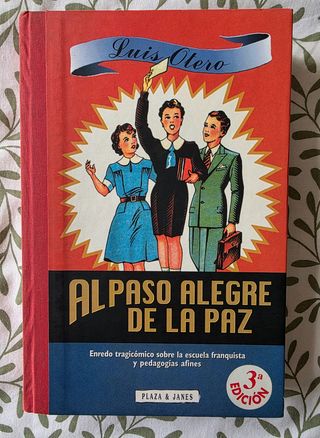 Luis Otero
AL PASO ALEGRE
DE LA PAZ
Enredo tragicómico sobre la escuela franquista
y pedagogías afines
PLAZA & JANES
3ª
EDICIÓN